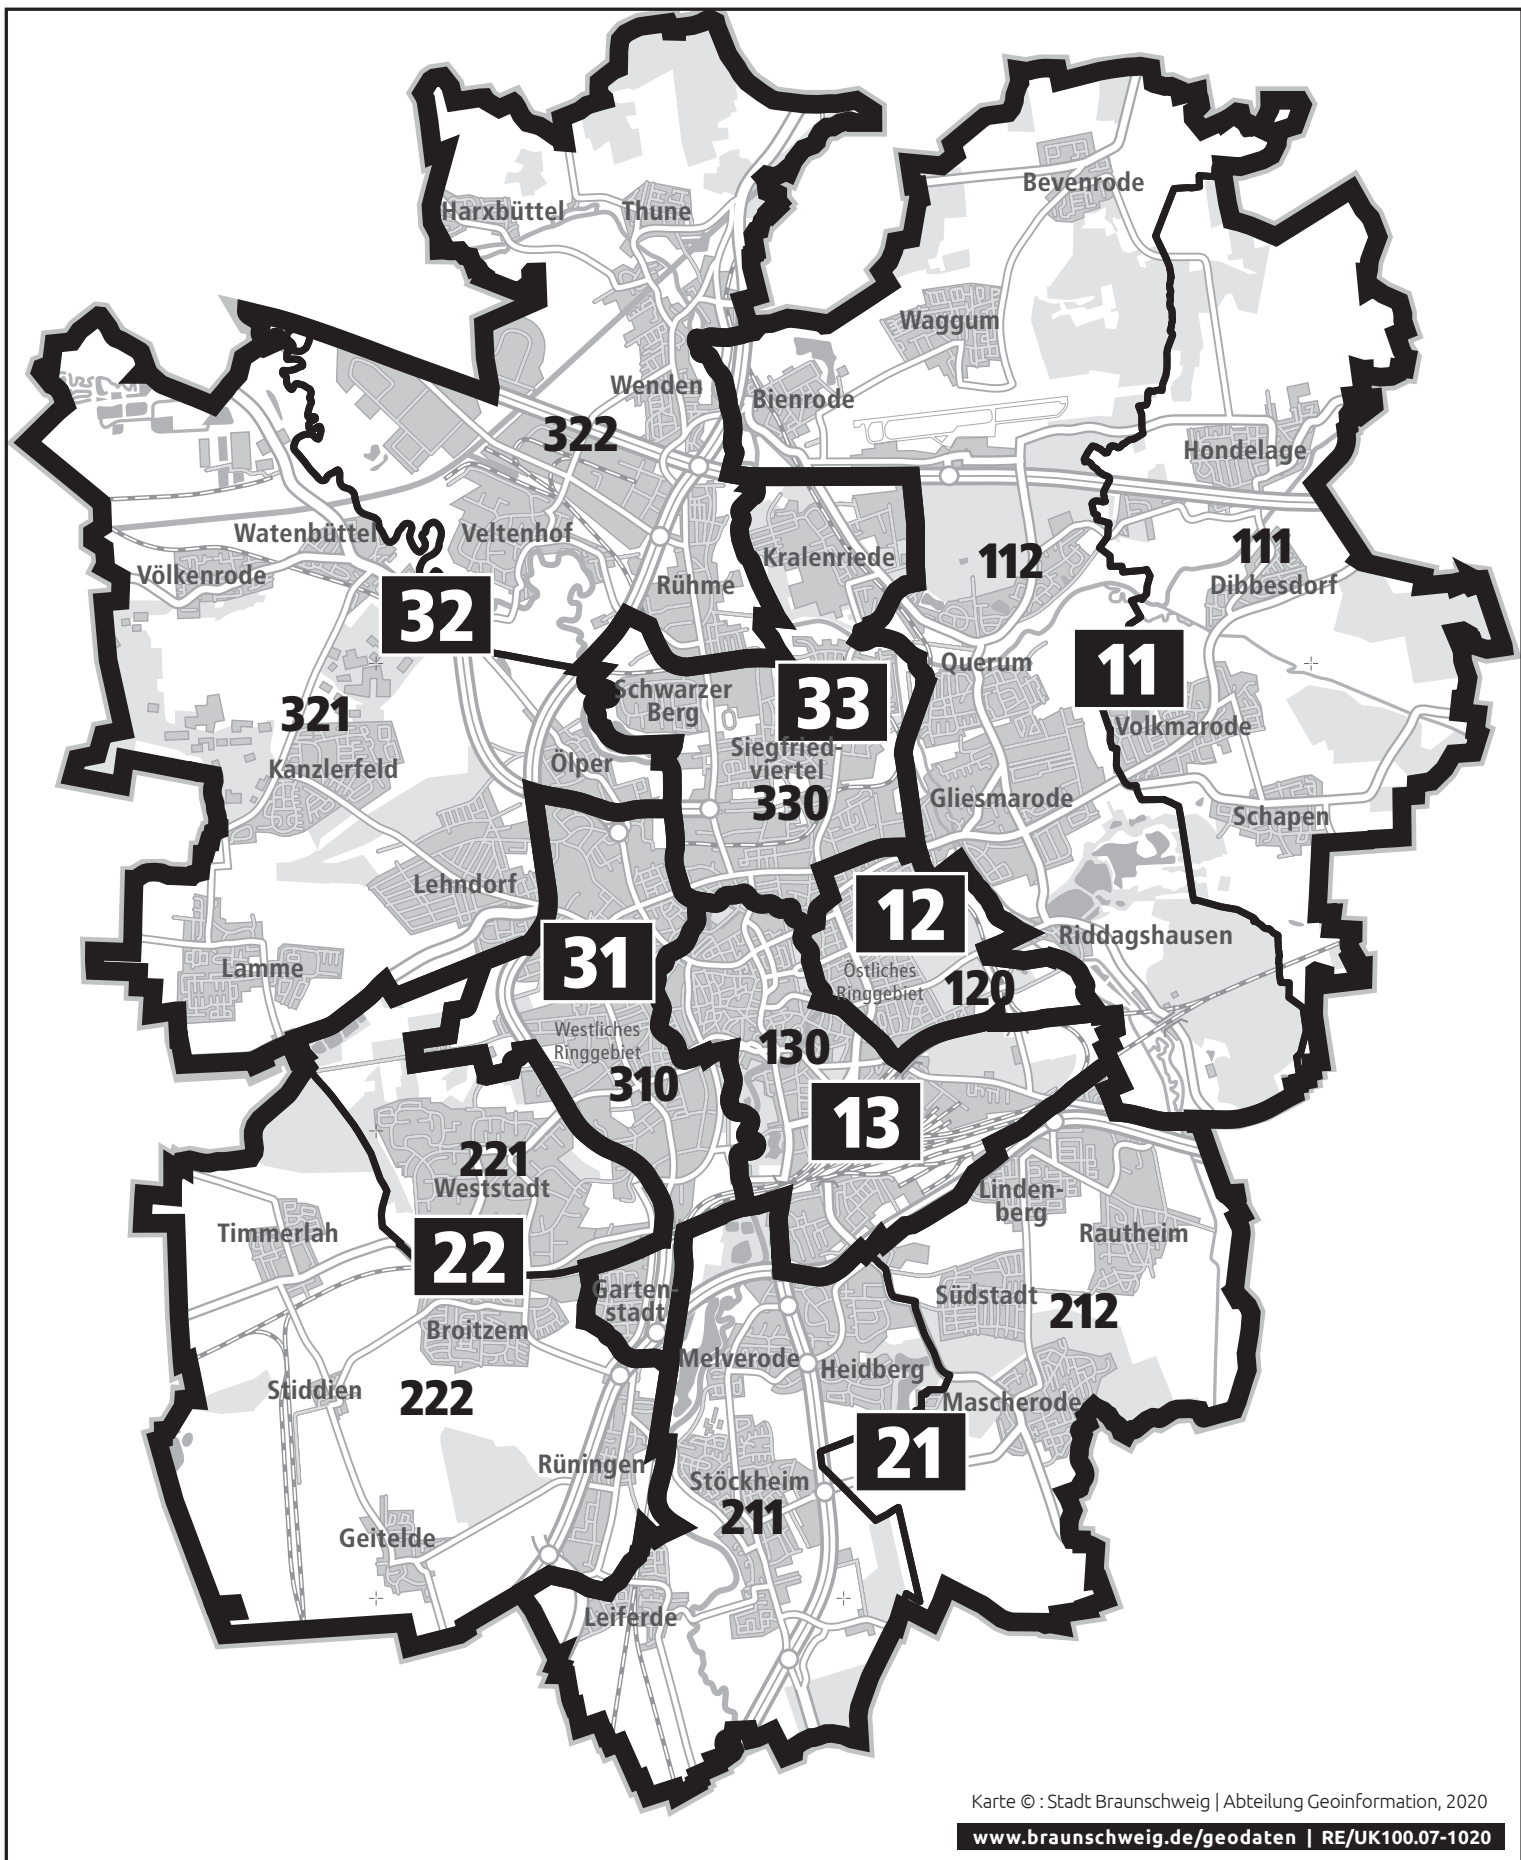 Bevenrode
Harxbüttel
Thune
Waggum
Wenden
Bienrode
322
Hondelage
Watenbüttel
Veltenhof
Kralenriede
112
111
Völkenrode
Rühme
Dibbesdorf
32
Querum
11
Schwarzer
Berg
33
321
Volkmarode
Siegfried-
viertel
Ölper
Kanzlerfeld
330
Gliesmarode
Schapen
Lehndorf
12
Riddagshausen
31
Lamme
Östliches
Ringgebiet
120
Westliches
Ringgebiet
130
310
13
221
Weststadt
Linden-
berg
Timmerlah
Rautheim
22
Garten-
stadt
Südstadt
212
Broitzem
Melverode
Heidberg
Stiddien
222
Mascherode
21
Rüningen
Stöckheim
211
Geitelde
Leiferde
Karte © : Stadt Braunschweig | Abteilung Geoinformation, 2020
www.braunschweig.de/geodaten | RE/UK100.07-1020